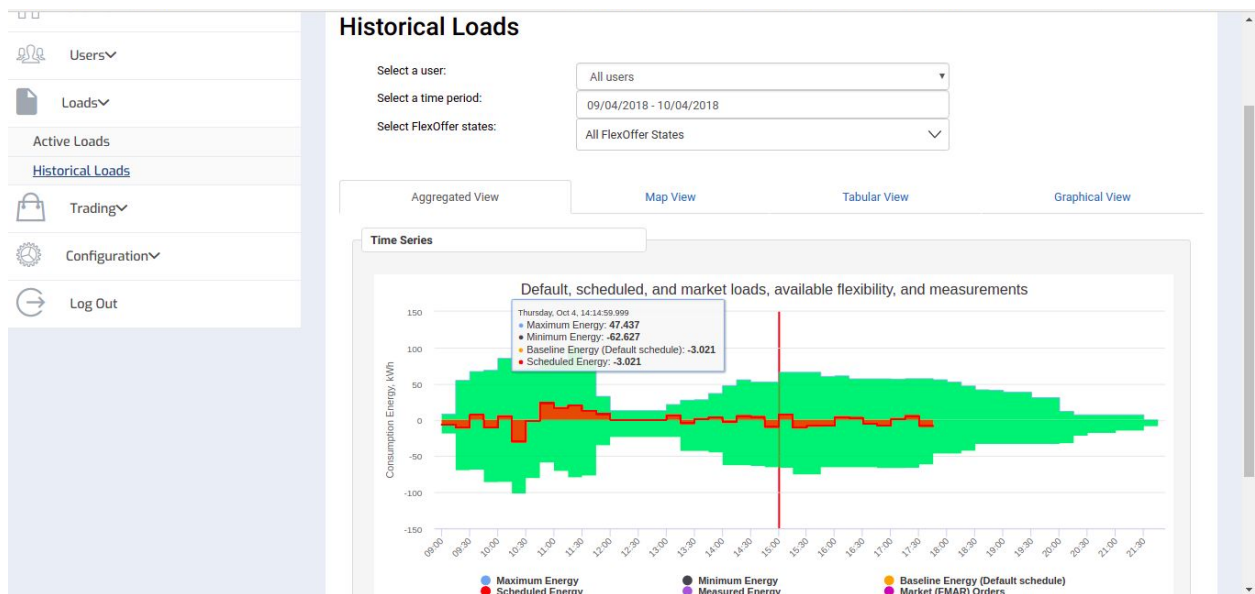 Historical Loads
Users
Loads
Active Loads
Historical Loads
Trading
Configuration
Log Out
Select a user:
All users
Select a time period:
09/04/2018 - 10/04/2018
Select FlexOffer states:
All FlexOffer States
Aggregated View
Map View
Tabular View
Graphical View
Time Series
Default, scheduled, and market loads, available flexibility, and measurements
Thursday, Oct 4, 14:14:59.999
Maximum Energy: 47.437
Minimum Energy: -62.627
Baseline Energy (Default schedule): -3.021
Scheduled Energy: -3.021
Consumption Energy, kWh
150
100
50
0
-50
-100
-150
09:00
09:30
10:00
10:30
11:00
11:30
12:00
12:30
13:00
13:30
14:00
14:30
15:00
15:30
16:00
16:30
17:00
17:30
18:00
18:30
19:00
19:30
20:00
20:30
21:00
21:30
Maximum Energy
Minimum Energy
Baseline Energy (Default schedule)
Scheduled Energy
Measured Energy
Market (FMAR) Orders